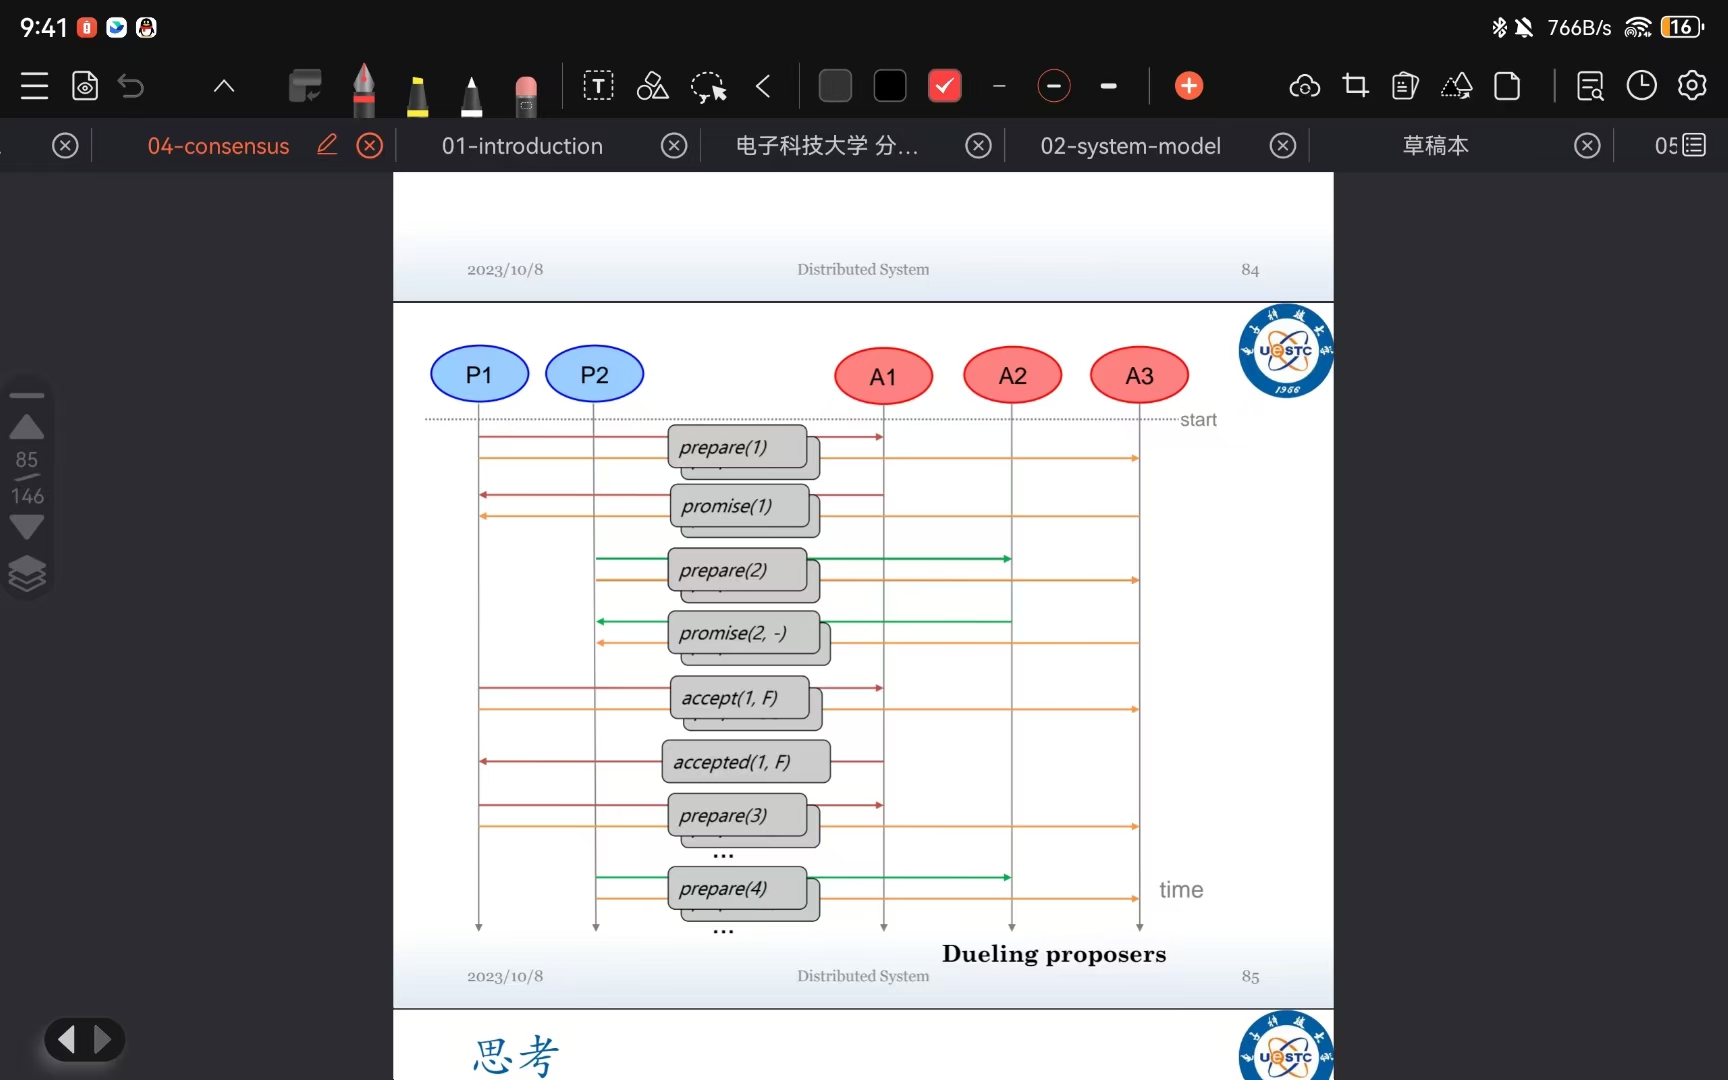 9:41
766B/s
16
T
04-consensus
01-introduction
电子科技大学 分...
02-system-model
草稿本
05
2023/10/8
Distributed System
84
P1
P2
A1
A2
A3
UeSTC
1956
start
prepare(1)
promise(1)
85
146
prepare(2)
promise(2, -)
accept(1, F)
accepted(1, F)
prepare(3)
...
prepare(4)
time
...
Dueling proposers
2023/10/8
Distributed System
85
思考
UeSTC